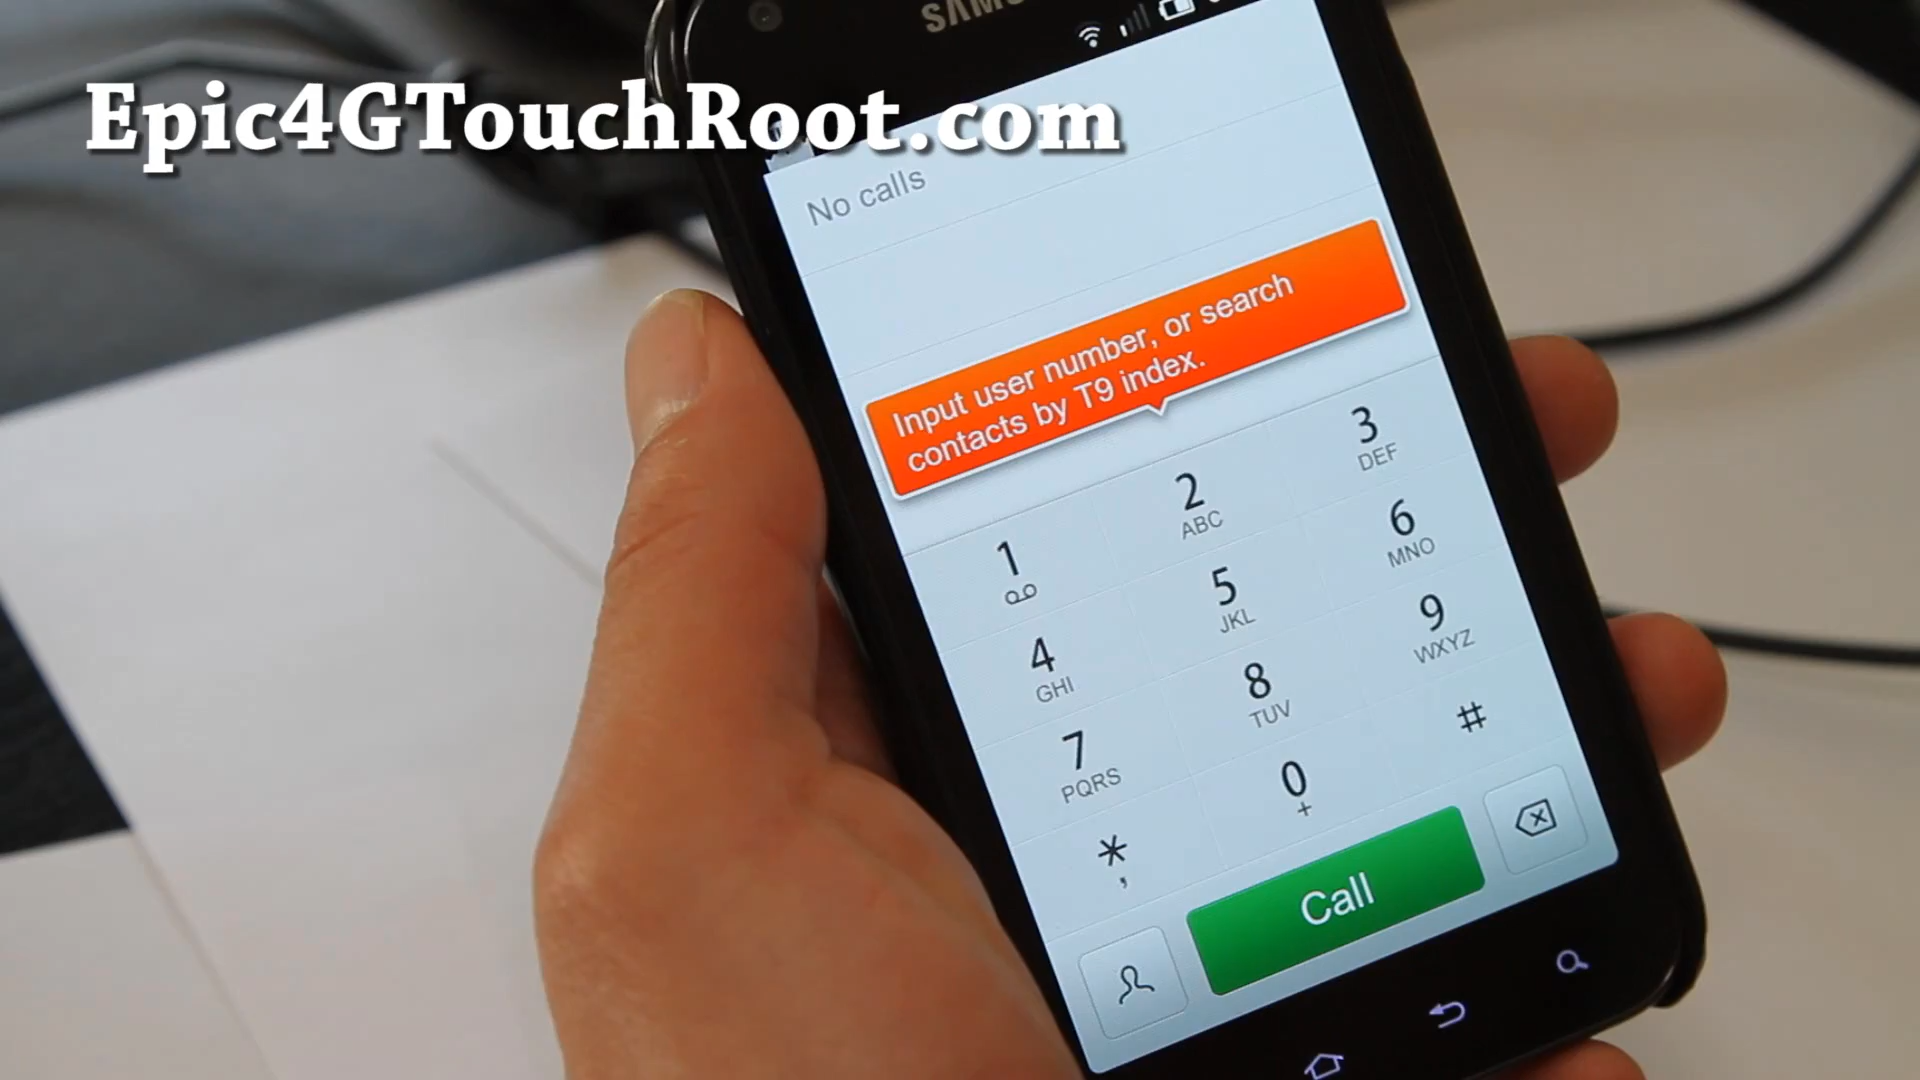 Epic4GTouchRoot.com
No calls
Input user number, or search
contacts by T9 index.
1
2
ABC
3
DEF
4
GHI
5
JKL
6
MNO
7
PQRS
8
TUV
9
WXYZ
*
,
0
+
#
Call